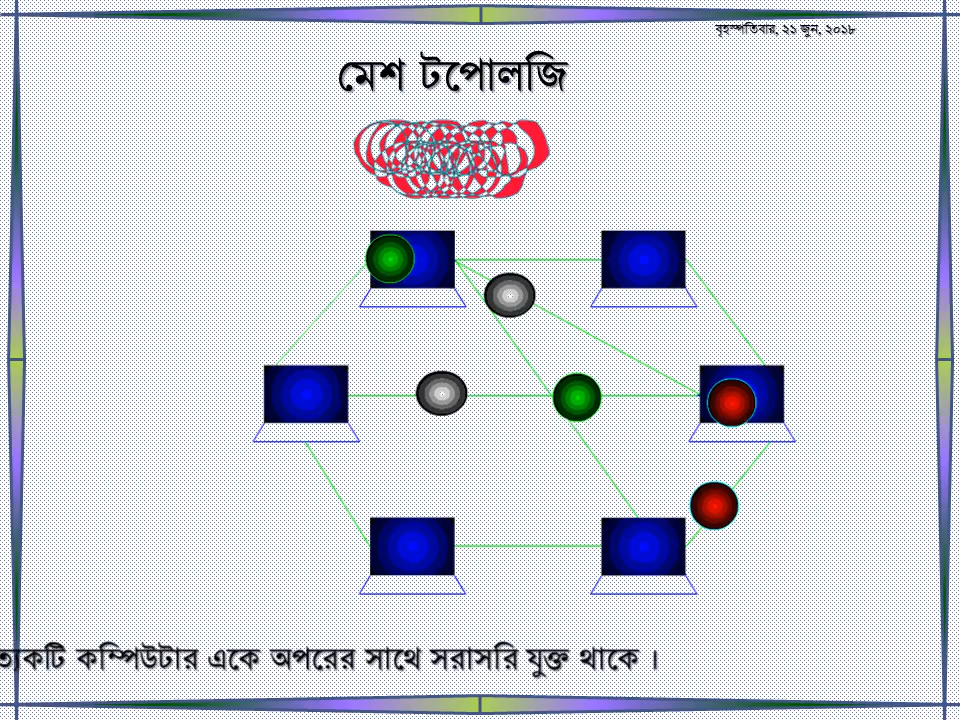 বৃহস্পতিবার, ২১ জুন, ২০১৮
মেশ টপোলজি
কম্পিউটার একে অপরের সাথে সরাসরি যুক্ত থাকে ।